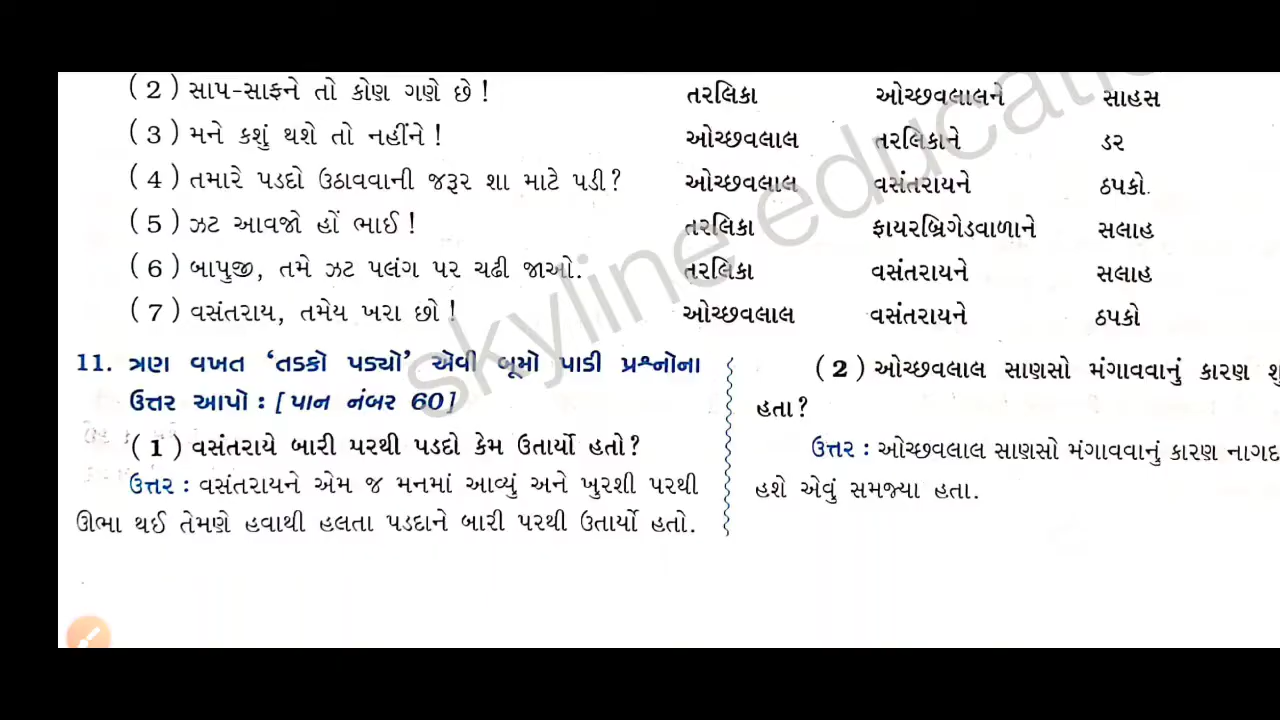 (2) સાપ-સાફને તો કોણ ગણે છે! તરલિકા ઓચ્છવલાલને સાહસ
(3) મને કશું થશે તો નહીંને! ઓચ્છવલાલ તરલિકાને ડર
(4) તમારે પડદો ઉઠાવવાની જરૂર શા માટે પડી? ઓચ્છવલાલ વસંતરાયને ઠપકો.
(5) ઝટ આવજો હોં ભાઈ! તરલિકા ફાયરબ્રિગેડવાળાને સલાહ
(6) બાપુજી, તમે ઝટ પલંગ પર ચઢી જાઓ. તરલિકા વસંતરાયને સલાહ
(7) વસંતરાય, તમેય ખરા છો! ઓચ્છવલાલ વસંતરાયને ઠપકો
11. ત્રણ વખત ‘તડકો પડ્યો’ એવી બૂમો પાડી પ્રશ્નોના
ઉત્તર આપો : [પાન નંબર 60]
(1) વસંતરાયે બારી પરથી પડદો કેમ ઉતાર્યો હતો?
ઉત્તર : વસંતરાયને એમ જ મનમાં આવ્યું અને ખુરશી પરથી
ઊભા થઈ તેમણે હવાથી હલતા પડદાને બારી પરથી ઉતાર્યો હતો.
(2) ઓચ્છવલાલ સાણસો મંગાવવાનું કારણ શુ
હતા?
ઉત્તર : ઓચ્છવલાલ સાણસો મંગાવવાનું કારણ નાગદ
હશે એવું સમજ્યા હતા.
skyline educati